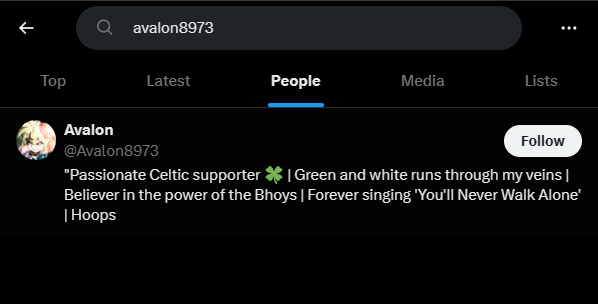 avalon8973
Top Latest People Media Lists
Avalon
@Avalon8973
Follow
"Passionate Celtic supporter 🍀 | Green and white runs through my veins |
Believer in the power of the Bhoys | Forever singing 'You'll Never Walk Alone'
| Hoops